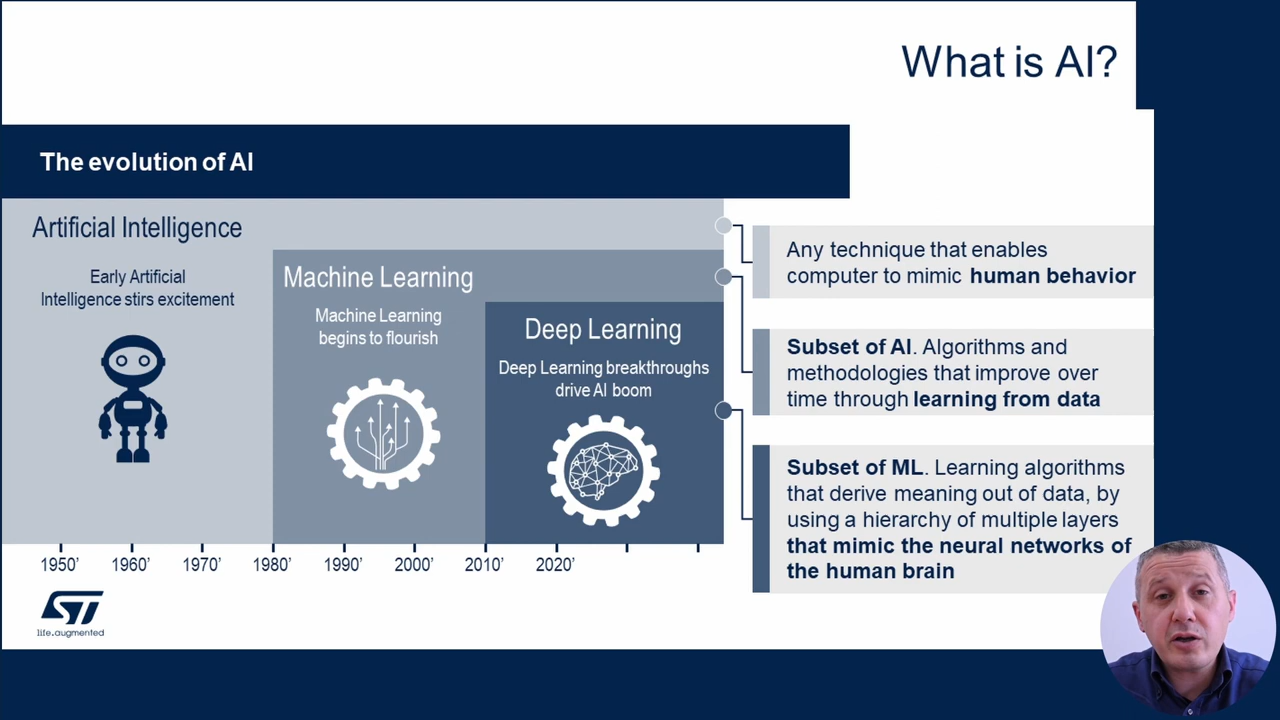 What is AI?
The evolution of AI
Artificial Intelligence
Early Artificial
Intelligence stirs excitement
Machine Learning
Machine Learning
begins to flourish
Deep Learning
Deep Learning breakthroughs
drive AI boom
Any technique that enables
computer to mimic human behavior
Subset of AI. Algorithms and
methodologies that improve over
time through learning from data
Subset of ML. Learning algorithms
that derive meaning out of data, by
using a hierarchy of multiple layers
that mimic the neural networks of
the human brain
1950’ 1960’ 1970’ 1980’ 1990’ 2000’ 2010’ 2020’
ST
life.augmented